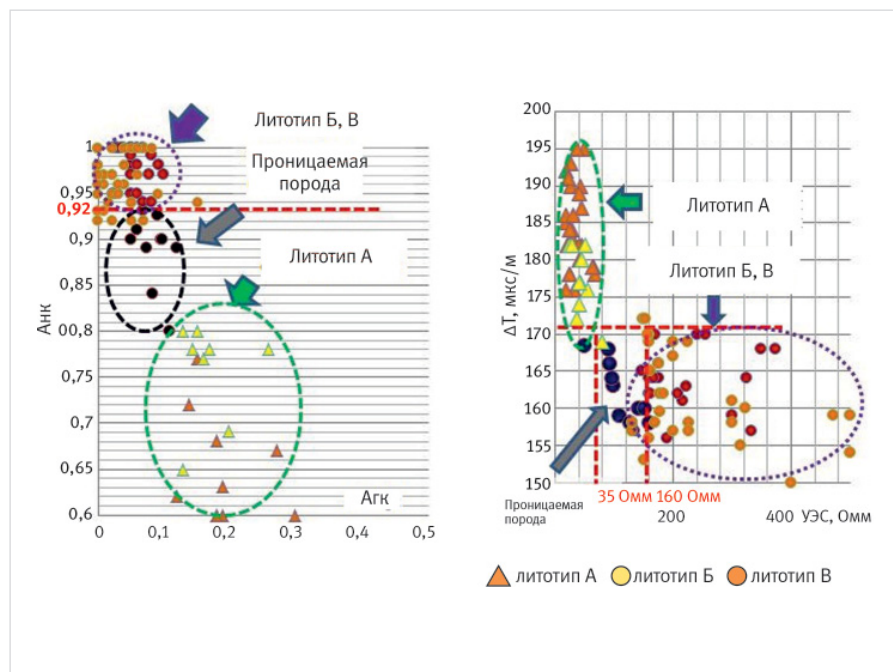 Литотип Б, В
Проницаемая
порода
Литотип А
1
0,95
0,92
0,9
0,85
00,8
0,75
0,7
0,65
0,6
Анк
Агк
0
0,1
0,2
0,3
0,4
0,5
200
195
190
185
180
175
170
165
160
155
150
ΔT, мкс/м
Литотип А
Литотип Б, В
Проницаемая
порода
35 Омм 160 Омм
200
400 УЭС, Омм
литотип А литотип Б литотип В